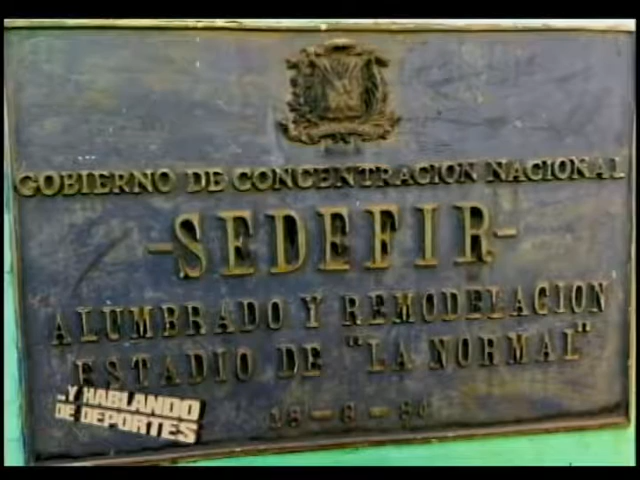 GOBIERNO DE CONCENTRACION NACIONAL
-SEDEFIR-
ALUMBRADO Y REMODELACION
ESTADIO DE "LA NORMAL"
..Y HABLANDO
DE DEPORTES